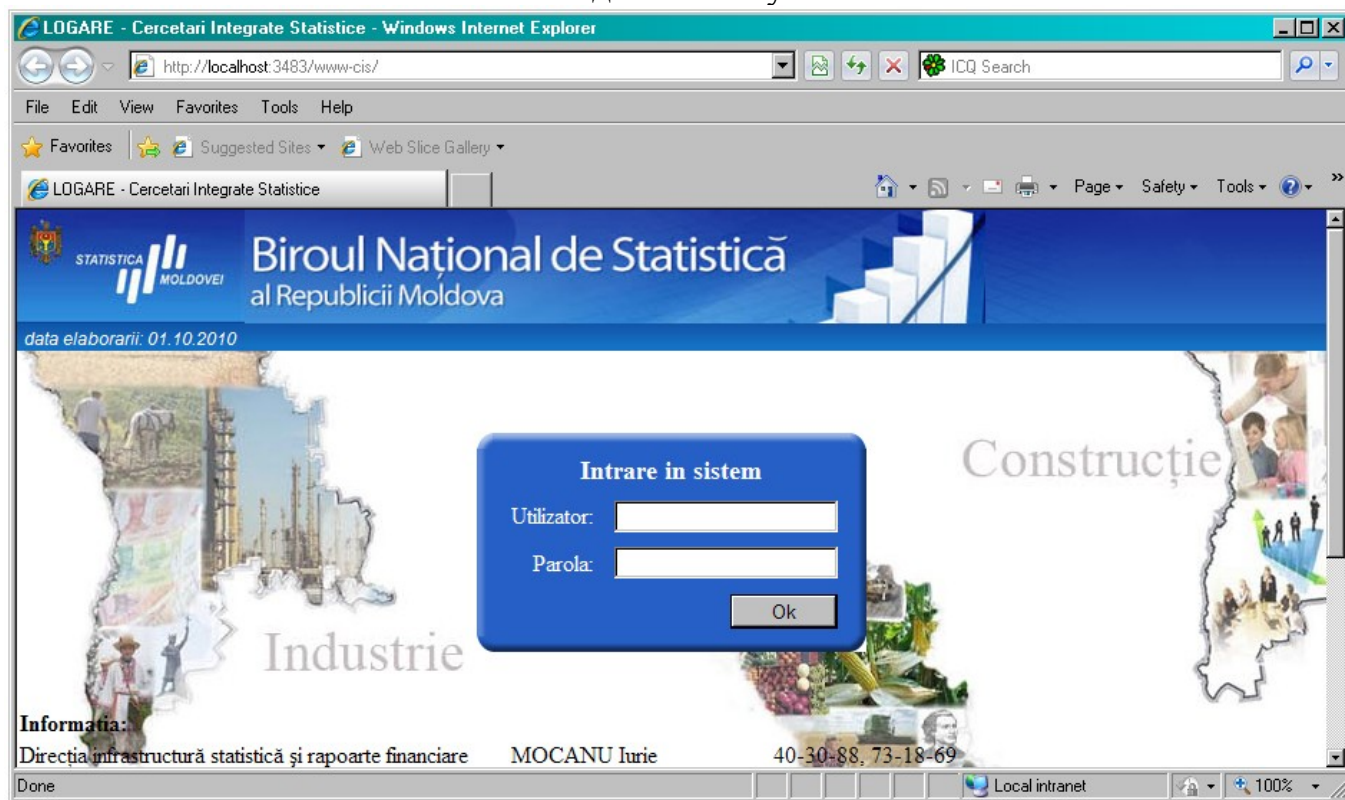 LOGARE - Cercetari Integrate Statistice - Windows Internet Explorer
http://localhost:3483/www-cis/
ICQ Search
File Edit View Favorites Tools Help
Favorites Suggested Sites Web Slice Gallery
LOGARE - Cercetari Integrate Statistice
Page Safety Tools »
STATISTICA MOLDOVEI
Biroul Național de Statistică
al Republicii Moldova
data elaborarii: 01.10.2010
Construcție
Intrare in sistem
Utilizator:
Parola:
Ok
Industrie
Informatia:
Direcția infrastructură statistică și rapoarte financiare MOCANU Iurie 40-30-88, 73-18-69
Done Local intranet 100%